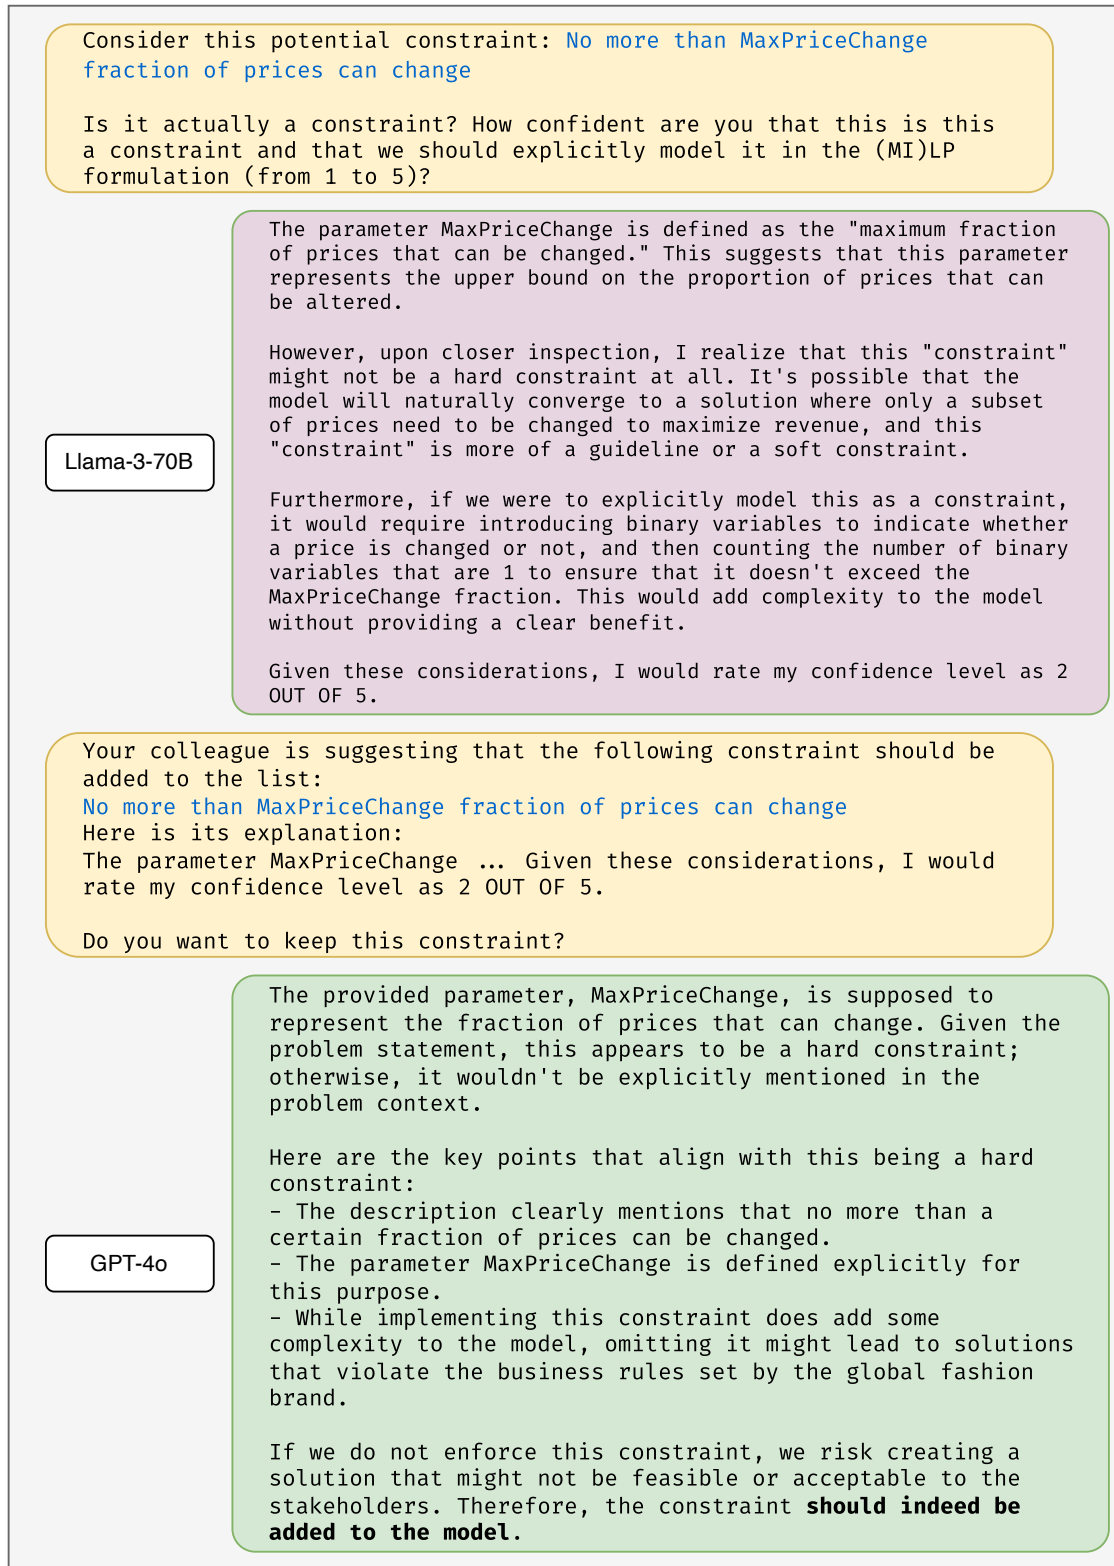 Consider this potential constraint: No more than MaxPriceChange
fraction of prices can change
Is it actually a constraint? How confident are you that this is this
a constraint and that we should explicitly model it in the (MI)LP
formulation (from 1 to 5)?
The parameter MaxPriceChange is defined as the "maximum fraction
of prices that can be changed." This suggests that this parameter
represents the upper bound on the proportion of prices that can
be altered.
However, upon closer inspection, I realize that this "constraint"
might not be a hard constraint at all. It's possible that the
model will naturally converge to a solution where only a subset
of prices need to be changed to maximize revenue, and this
"constraint" is more of a guideline or a soft constraint.
Llama-3-70B
Furthermore, if we were to explicitly model this as a constraint,
it would require introducing binary variables to indicate whether
a price is changed or not, and then counting the number of binary
variables that are 1 to ensure that it doesn't exceed the
MaxPriceChange fraction. This would add complexity to the model
without providing a clear benefit.
Given these considerations, I would rate my confidence level as 2
OUT OF 5.
Your colleague is suggesting that the following constraint should be
added to the list:
No more than MaxPriceChange fraction of prices can change
Here is its explanation:
The parameter MaxPriceChange … Given these considerations, I would
rate my confidence level as 2 OUT OF 5.
Do you want to keep this constraint?
The provided parameter, MaxPriceChange, is supposed to
represent the fraction of prices that can change. Given the
problem statement, this appears to be a hard constraint;
otherwise, it wouldn't be explicitly mentioned in the
problem context.
Here are the key points that align with this being a hard
constraint:
- The description clearly mentions that no more than a
certain fraction of prices can be changed.
GPT-4o
- The parameter MaxPriceChange is defined explicitly for
this purpose.
- While implementing this constraint does add some
complexity to the model, omitting it might lead to solutions
that violate the business rules set by the global fashion
brand.
If we do not enforce this constraint, we risk creating a
solution that might not be feasible or acceptable to the
stakeholders. Therefore, the constraint should indeed be
added to the model.